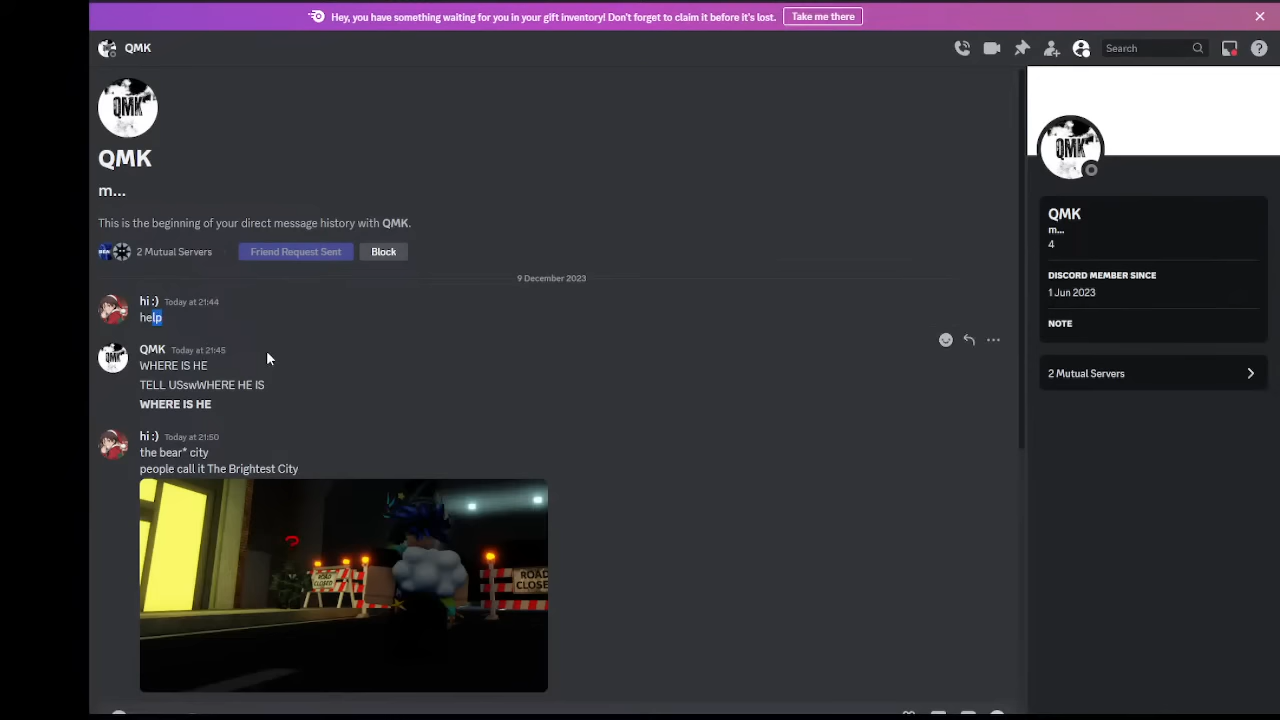 Hey, you have something waiting for you in your gift inventory! Don't forget to claim it before it's lost.
Take me there
QMK
Search
QMK
QMK
m...
This is the beginning of your direct message history with QMK.
2 Mutual Servers
Friend Request Sent
Block
9 December 2023
hi :) Today at 21:44
help
QMK Today at 21:45
WHERE IS HE
TELL USswWHERE HE IS
WHERE IS HE
hi :) Today at 21:50
the bear* city
people call it The Brightest City
ROAD
CLOSED
ROAD
CLOSE
QMK
QMK
m...
4
DISCORD MEMBER SINCE
1 Jun 2023
NOTE
2 Mutual Servers